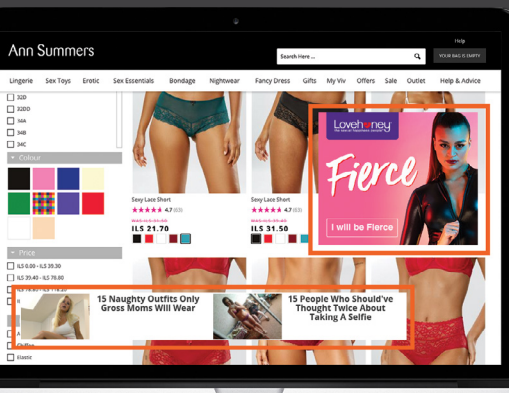 Help
Ann Summers
Search Here ...
YOUR BAG IS EMPTY
Lingerie Sex Toys Erotic Sex Essentials Bondage Nightwear Fancy Dress Gifts My Viv Offers Sale Outlet Help & Advice
32D
32DD
34A
34B
34C
Colour
Price
ILS 0.00 - ILS 39.30
ILS 39.40 - ILS 78.80
Elastic
Sexy Lace Short
4.7 (63)
ILS 21.70
Sexy Lace Short
4.7 (63)
ILS 31.50
Lovehoney
Fierce
I will be Fierce
15 Naughty Outfits Only
Gross Moms Will Wear
15 People Who Should've
Thought Twice About
Taking A Selfie